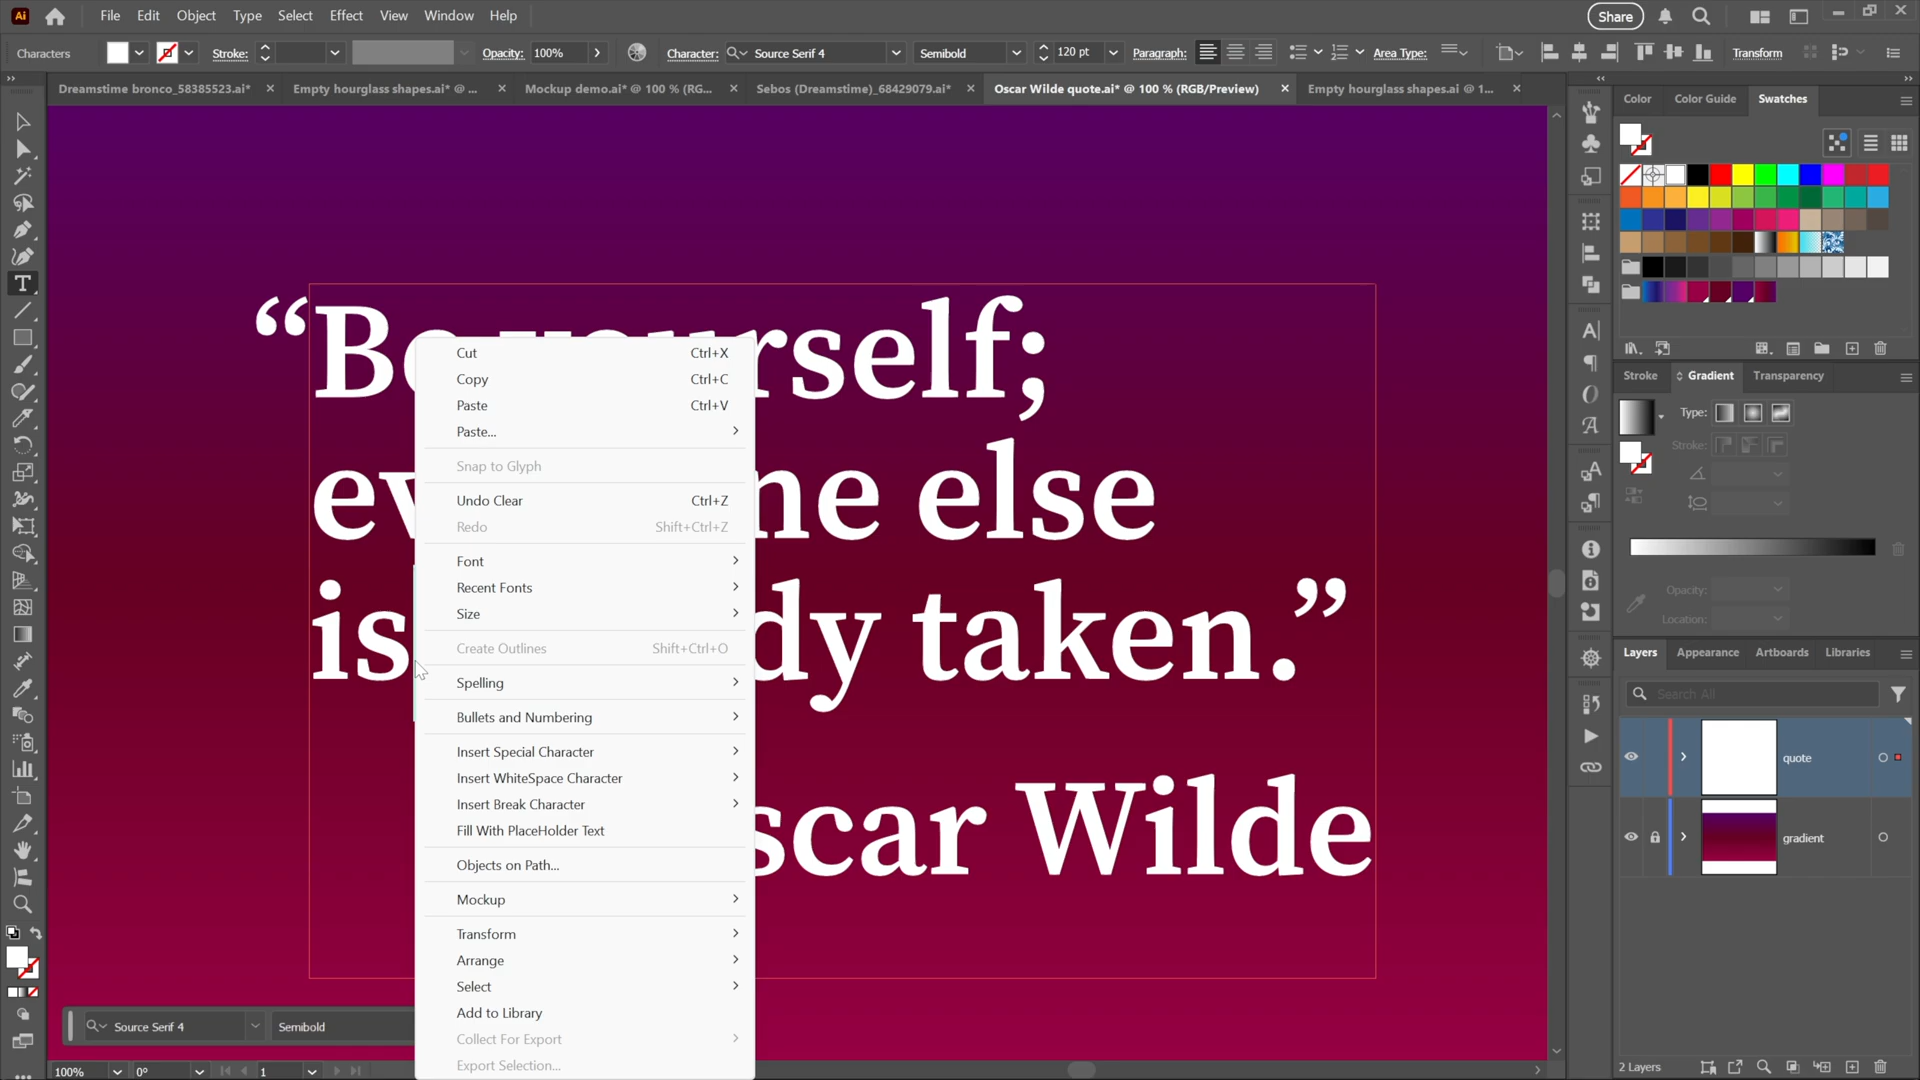 Ai File Edit Object Type Select Effect View Window Help Share
Characters Stroke: Opacity: 100% Character: Source Serif 4 Semibold 120 pt Paragraph: Area Type: Transform
Dreamstime bronco_58385523.ai* Empty hourglass shapes.ai* @ ... Mockup demo.ai* @ 100 % (RG... Sebos (Dreamstime)_68429079.ai* Oscar Wilde quote.ai* @ 100 % (RGB/Preview) Empty hourglass shapes.ai @ 1...
Color Color Guide Swatches
“Be yourself;
ev ne else
is dy taken.”
scar Wilde
Cut Ctrl+X
Copy Ctrl+C
Paste Ctrl+V
Paste...
Snap to Glyph
Undo Clear Ctrl+Z
Redo Shift+Ctrl+Z
Font
Recent Fonts
Size
Create Outlines Shift+Ctrl+O
Spelling
Bullets and Numbering
Insert Special Character
Insert WhiteSpace Character
Insert Break Character
Fill With PlaceHolder Text
Objects on Path...
Mockup
Transform
Arrange
Select
Add to Library
Collect For Export
Export Selection...
Stroke Gradient Transparency
Type:
Stroke:
Opacity:
Location:
Layers Appearance Artboards Libraries
Search All
quote
gradient
2 Layers
Source Serif 4 Semibold
100% 0° 1